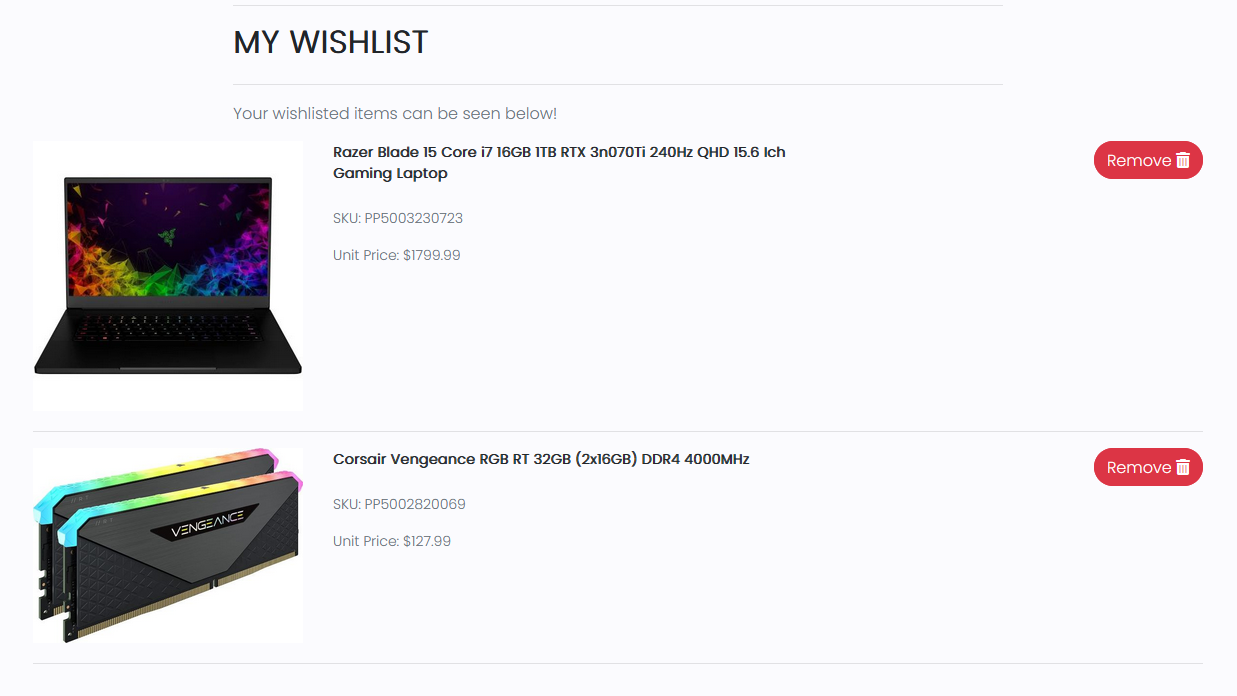 MY WISHLIST
Your wishlisted items can be seen below!
Razer Blade 15 Core i7 16GB 1TB RTX 3n070Ti 240Hz QHD 15.6 Ich
Gaming Laptop
Remove
SKU: PP5003230723
Unit Price: $1799.99
Corsair Vengeance RGB RT 32GB (2x16GB) DDR4 4000MHz
Remove
SKU: PP5002820069
VENGEANCE
Unit Price: $127.99